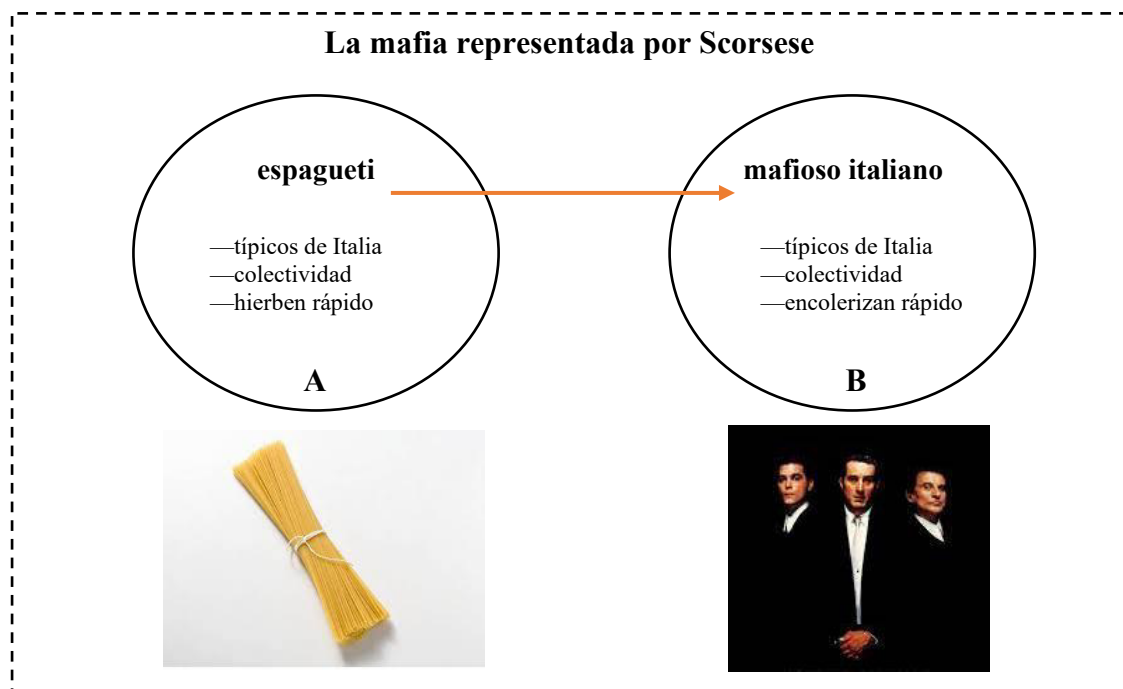 La mafia representada por Scorsese
espagueti
—típicos de Italia
—colectividad
—hierben rápido
A
mafioso italiano
—típicos de Italia
—colectividad
—encolerizan rápido
B